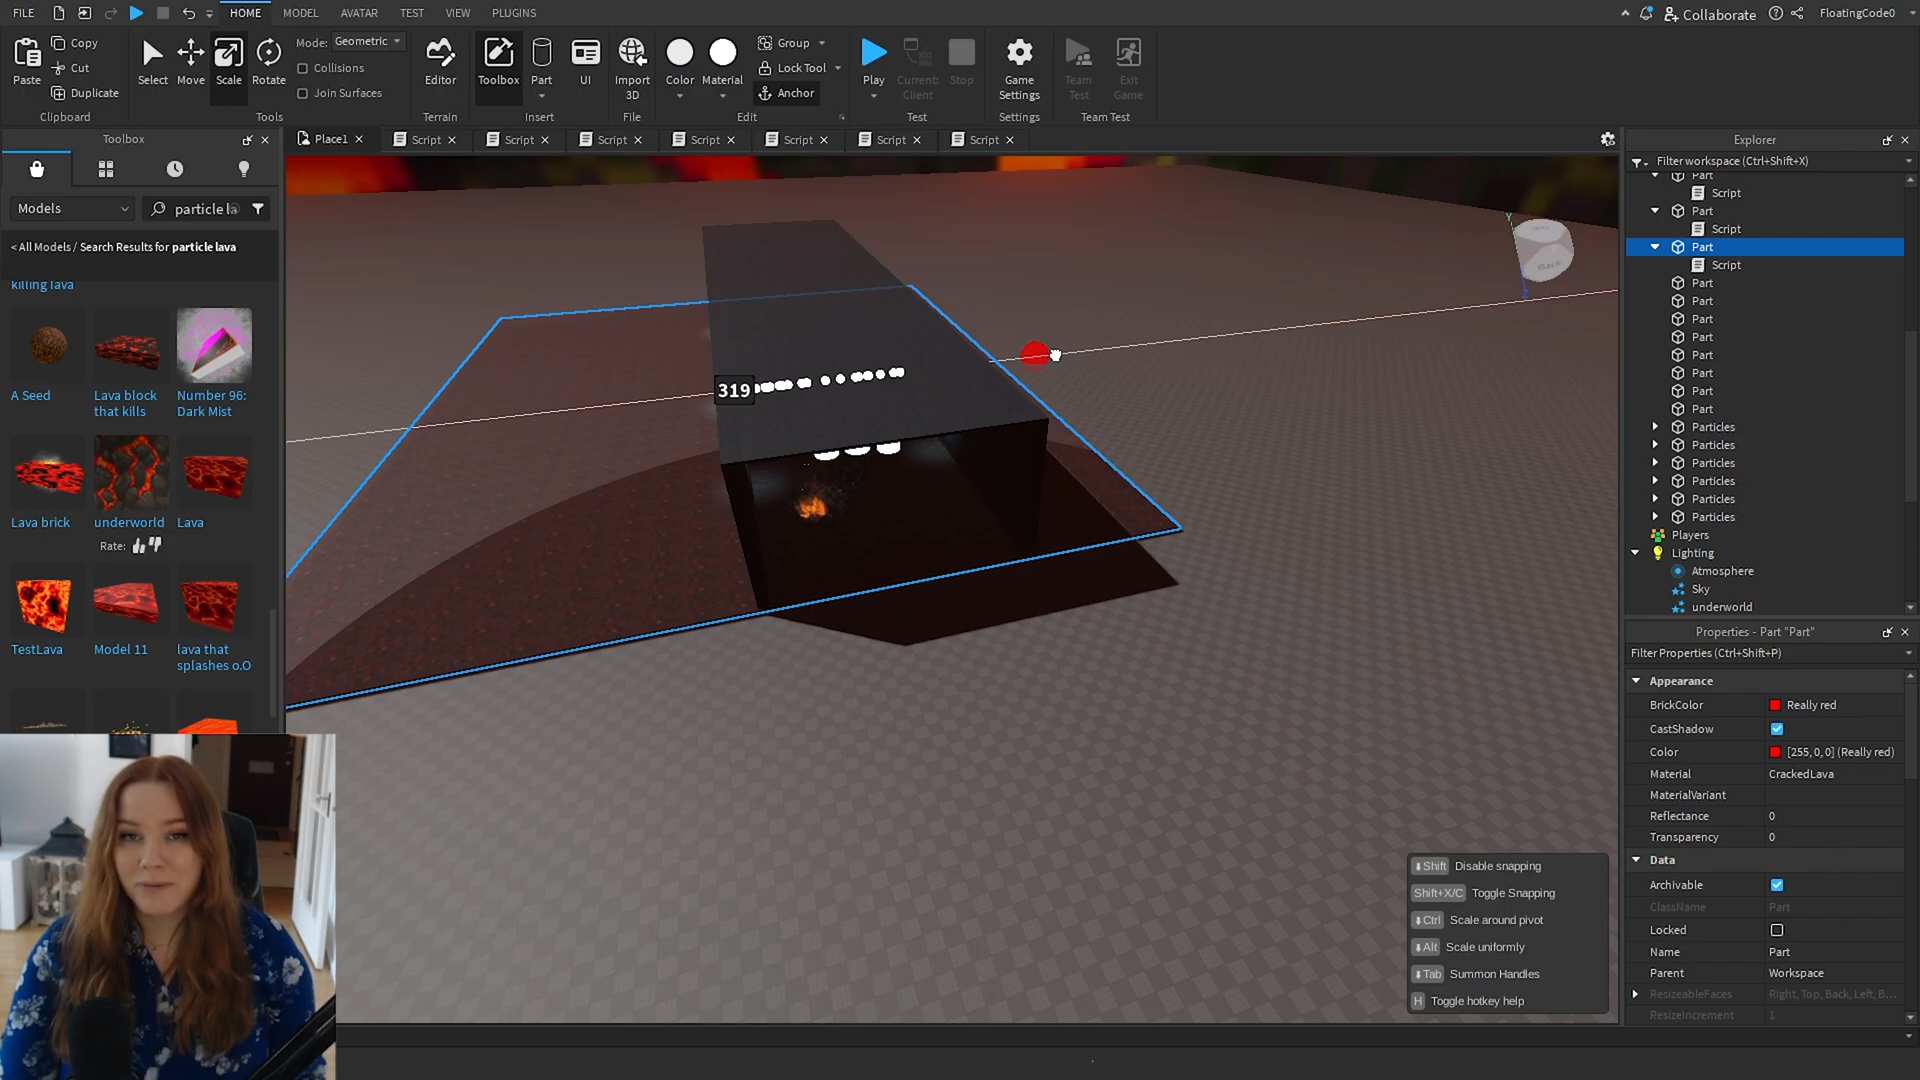 FILE
HOME
MODEL
AVATAR
TEST
VIEW
PLUGINS
Collaborate
FloatingCode0
Paste
Copy
Cut
Duplicate
Clipboard
Select
Move
Scale
Rotate
Mode: Geometric
Collisions
Join Surfaces
Tools
Editor
Terrain
Toolbox
Part
UI
Insert
Import
3D
File
Color
Material
Group
Lock Tool
Anchor
Edit
Play
Current:
Client
Stop
Test
Game
Settings
Settings
Team
Test
Exit
Game
Team Test
Toolbox
Models
particle la
< All Models / Search Results for particle lava
killing lava
A Seed
Lava block
that kills
Number 96:
Dark Mist
Lava brick
underworld
Lava
Rate:
TestLava
Model 11
lava that
splashes o.O
Place1
Script
Script
Script
Script
Script
Script
Script
319
Y
Back
Z
Shift Disable snapping
Shift+X/C Toggle Snapping
Ctrl Scale around pivot
Alt Scale uniformly
Tab Summon Handles
H Toggle hotkey help
Explorer
Filter workspace (Ctrl+Shift+X)
Part
Script
Part
Script
Part
Script
Part
Part
Part
Part
Part
Part
Part
Part
Particles
Particles
Particles
Particles
Particles
Particles
Players
Lighting
Atmosphere
Sky
underworld
Properties - Part "Part"
Filter Properties (Ctrl+Shift+P)
Appearance
BrickColor Really red
CastShadow
Color [255, 0, 0] (Really red)
Material CrackedLava
MaterialVariant
Reflectance 0
Transparency 0
Data
Archivable
ClassName Part
Locked
Name Part
Parent Workspace
ResizeableFaces Right, Top, Back, Left, B...
ResizeIncrement 1